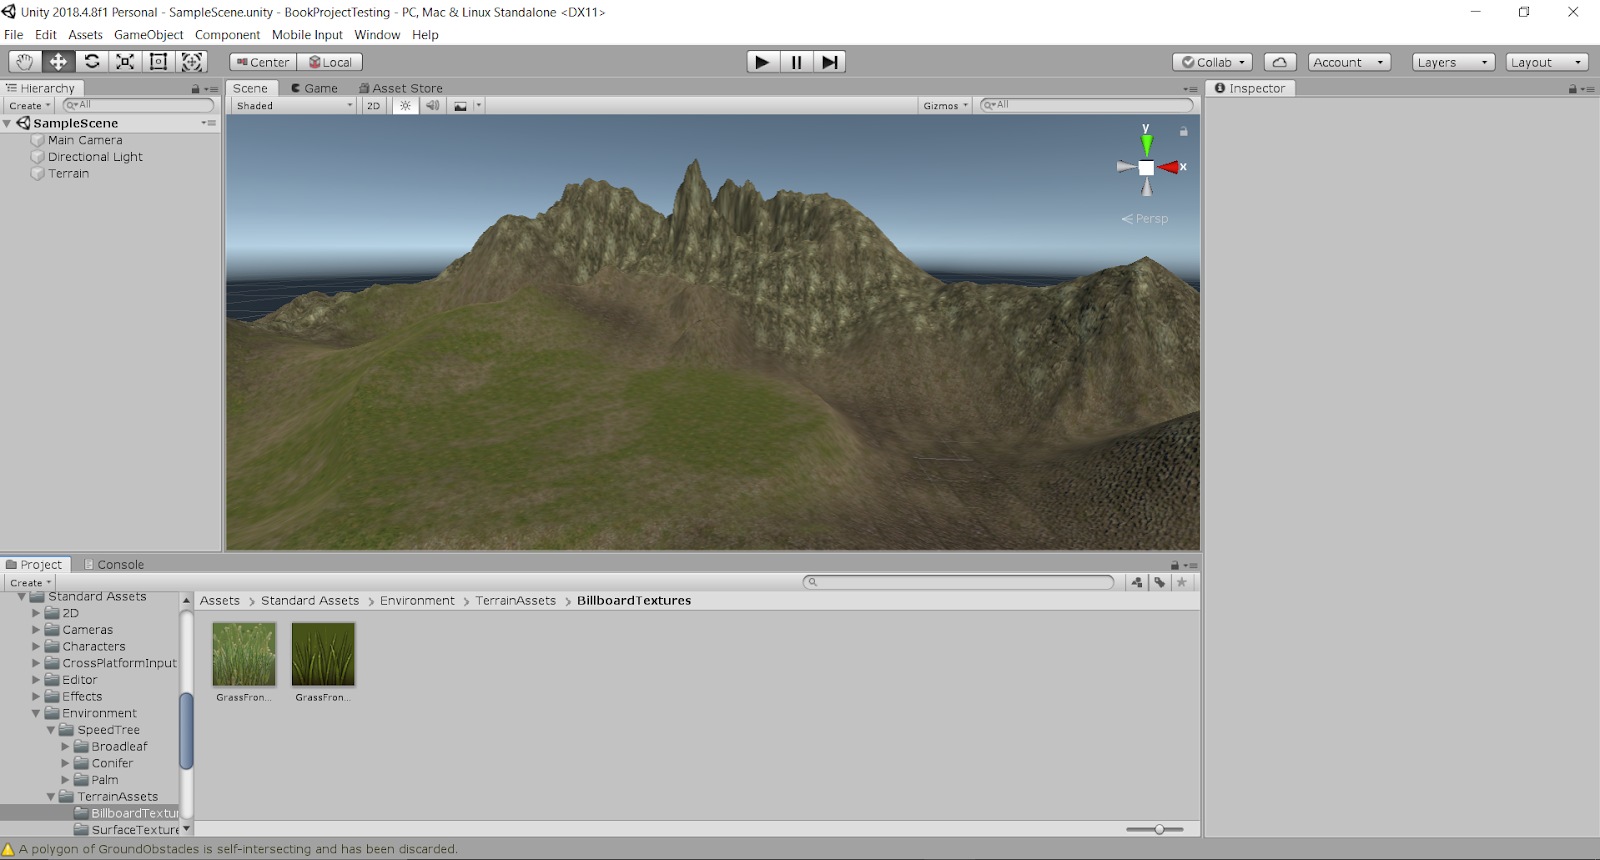 Unity 2018.4.8f1 Personal - SampleScene.unity - BookProjectTesting - PC, Mac & Linux Standalone <DX11>
File Edit Assets GameObject Component Mobile Input Window Help
Center Local Collab Account Layers Layout
Hierarchy
Create All
SampleScene
Main Camera
Directional Light
Terrain
Scene Game Asset Store
Shaded 2D Gizmos All
y
x
Persp
Inspector
Project Console
Create
Standard Assets
2D
Cameras
Characters
CrossPlatformInput
Editor
Effects
Environment
SpeedTree
Broadleaf
Conifer
Palm
TerrainAssets
BillboardTextur
SurfaceTexture
Assets > Standard Assets > Environment > TerrainAssets > BillboardTextures
GrassFron... GrassFron...
A polygon of GroundObstacles is self-intersecting and has been discarded.